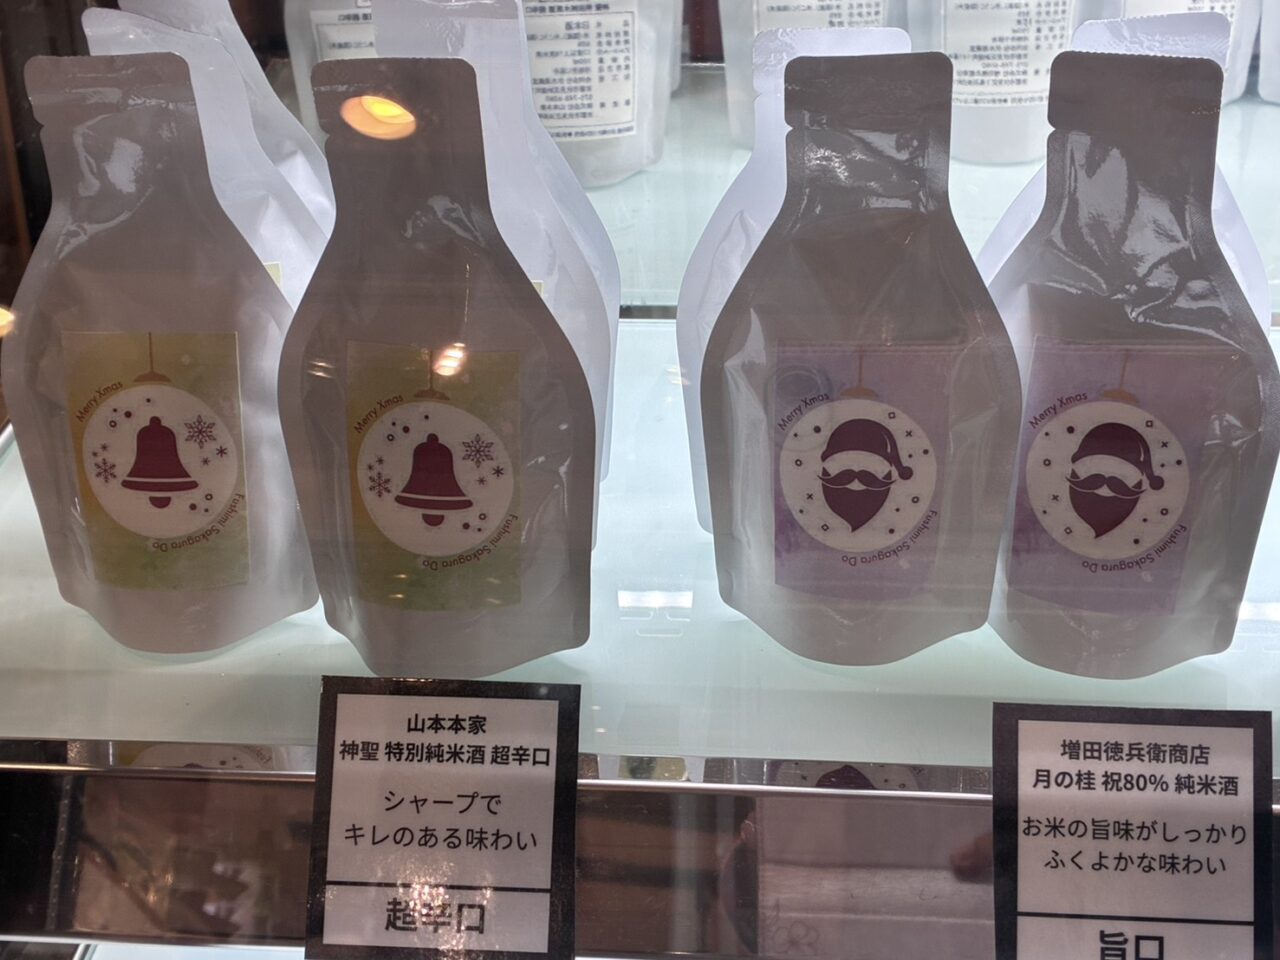 Merry Xmas
Fushimi Sakagura Do
Merry Xmas
Fushimi Sakagura Do
Merry Xmas
Fushimi Sakagura Do
Merry Xmas
Fushimi Sakagura Do
山本本家
神聖 特別純米酒 超辛口
シャープで
キレのある味わい
超辛口
増田徳兵衛商店
月の桂 祝80% 純米酒
お米の旨味がしっかり
ふくよかな味わい
旨口